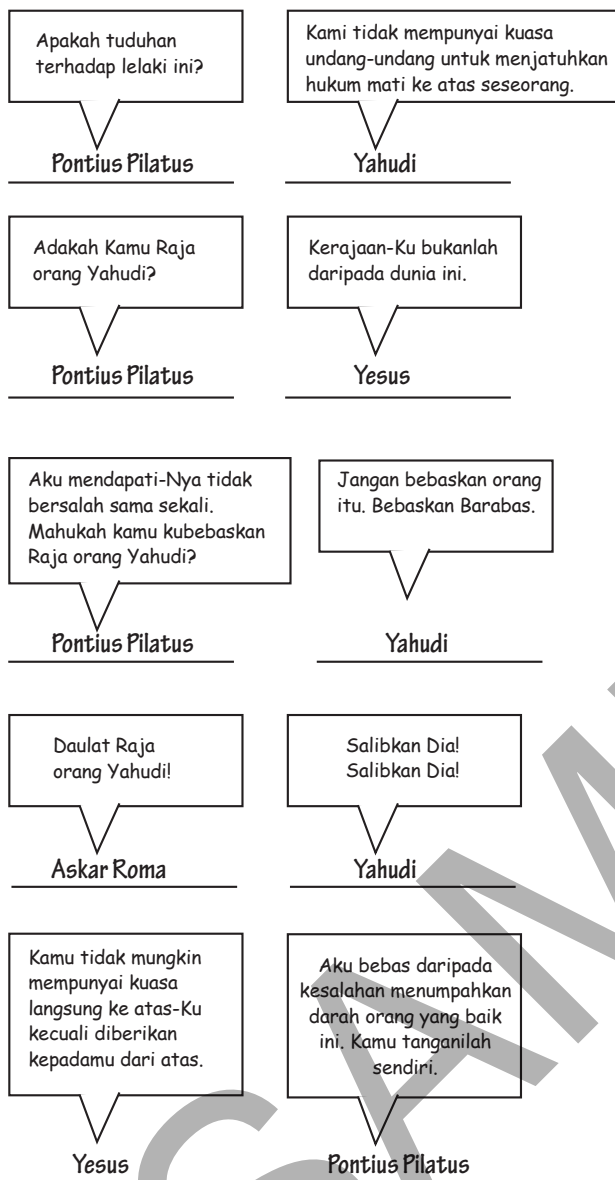 Apakah tuduhan
terhadap lelaki ini?
Pontius Pilatus
Kami tidak mempunyai kuasa
undang-undang untuk menjatuhkan
hukum mati ke atas seseorang.
Yahudi
Adakah Kamu Raja
orang Yahudi?
Pontius Pilatus
Kerajaan-Ku bukanlah
daripada dunia ini.
Yesus
Aku mendapati-Nya tidak
bersalah sama sekali.
Mahukah kamu kubebaskan
Raja orang Yahudi?
Pontius Pilatus
Jangan bebaskan orang
itu. Bebaskan Barabas.
Yahudi
Daulat Raja
orang Yahudi!
Askar Roma
Salibkan Dia!
Salibkan Dia!
Yahudi
Kamu tidak mungkin
mempunyai kuasa
langsung ke atas-Ku
kecuali diberikan
kepadamu dari atas.
Yesus
Aku bebas daripada
kesalahan menumpahkan
darah orang yang baik
ini. Kamu tanganilah
sendiri.
Pontius Pilatus